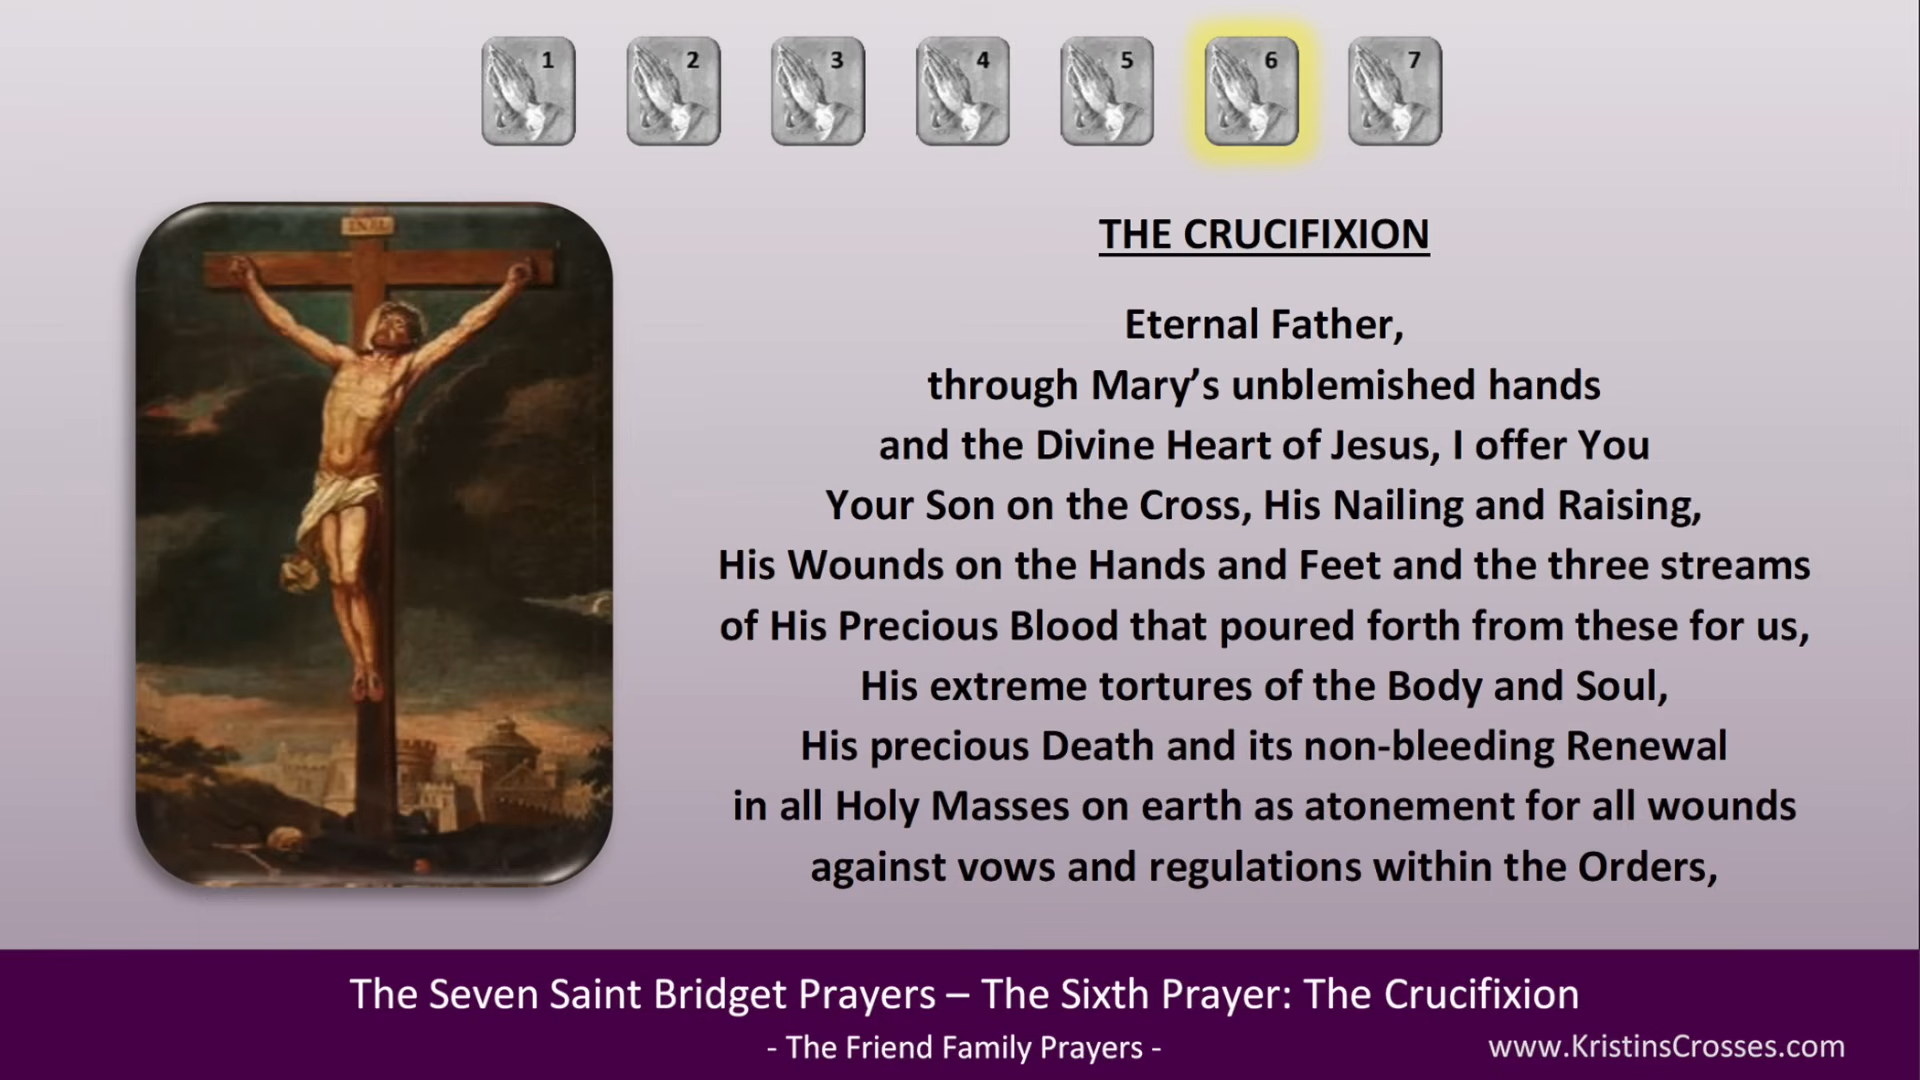 1 2 3 4 5 6 7
INRI
THE CRUCIFIXION
Eternal Father,
through Mary’s unblemished hands
and the Divine Heart of Jesus, I offer You
Your Son on the Cross, His Nailing and Raising,
His Wounds on the Hands and Feet and the three streams
of His Precious Blood that poured forth from these for us,
His extreme tortures of the Body and Soul,
His precious Death and its non-bleeding Renewal
in all Holy Masses on earth as atonement for all wounds
against vows and regulations within the Orders,
The Seven Saint Bridget Prayers – The Sixth Prayer: The Crucifixion
- The Friend Family Prayers -
www.KristinsCrosses.com